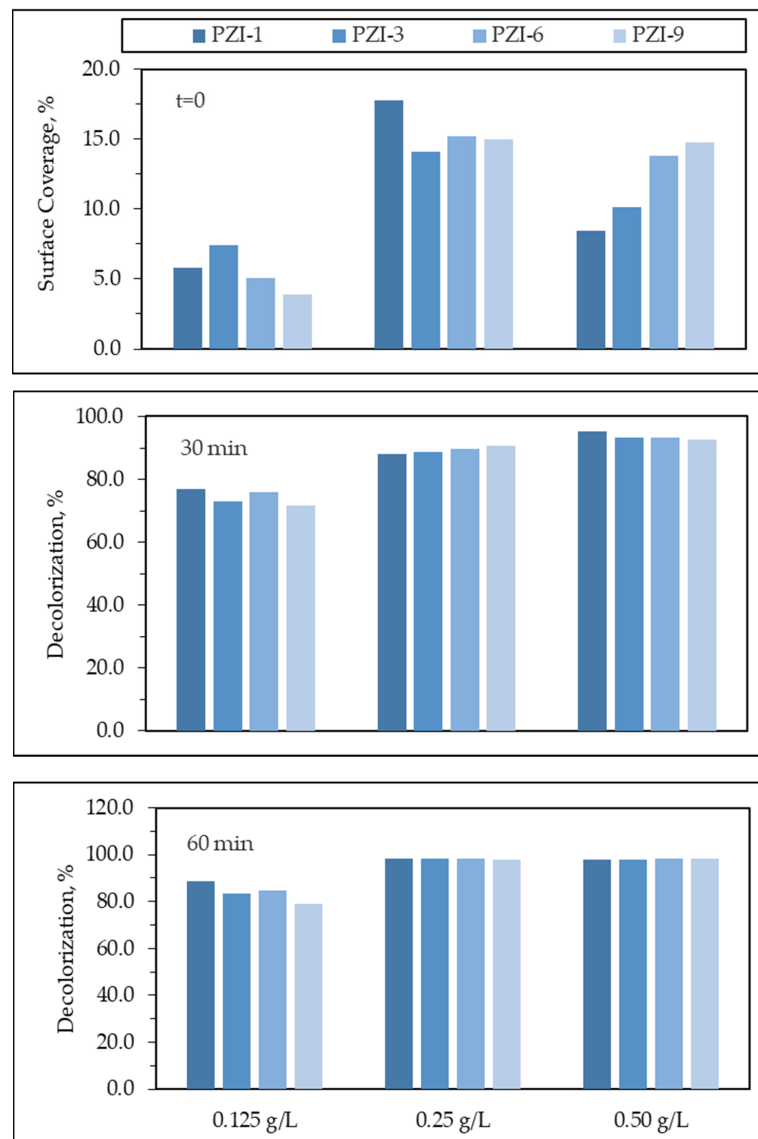 PZI-1 PZI-3 PZI-6 PZI-9
Surface Coverage, %
20.0
15.0
10.0
5.0
0.0
t=0
Decolorization, %
100.0
80.0
60.0
40.0
20.0
0.0
30 min
Decolorization, %
120.0
100.0
80.0
60.0
40.0
20.0
0.0
60 min
0.125 g/L 0.25 g/L 0.50 g/L